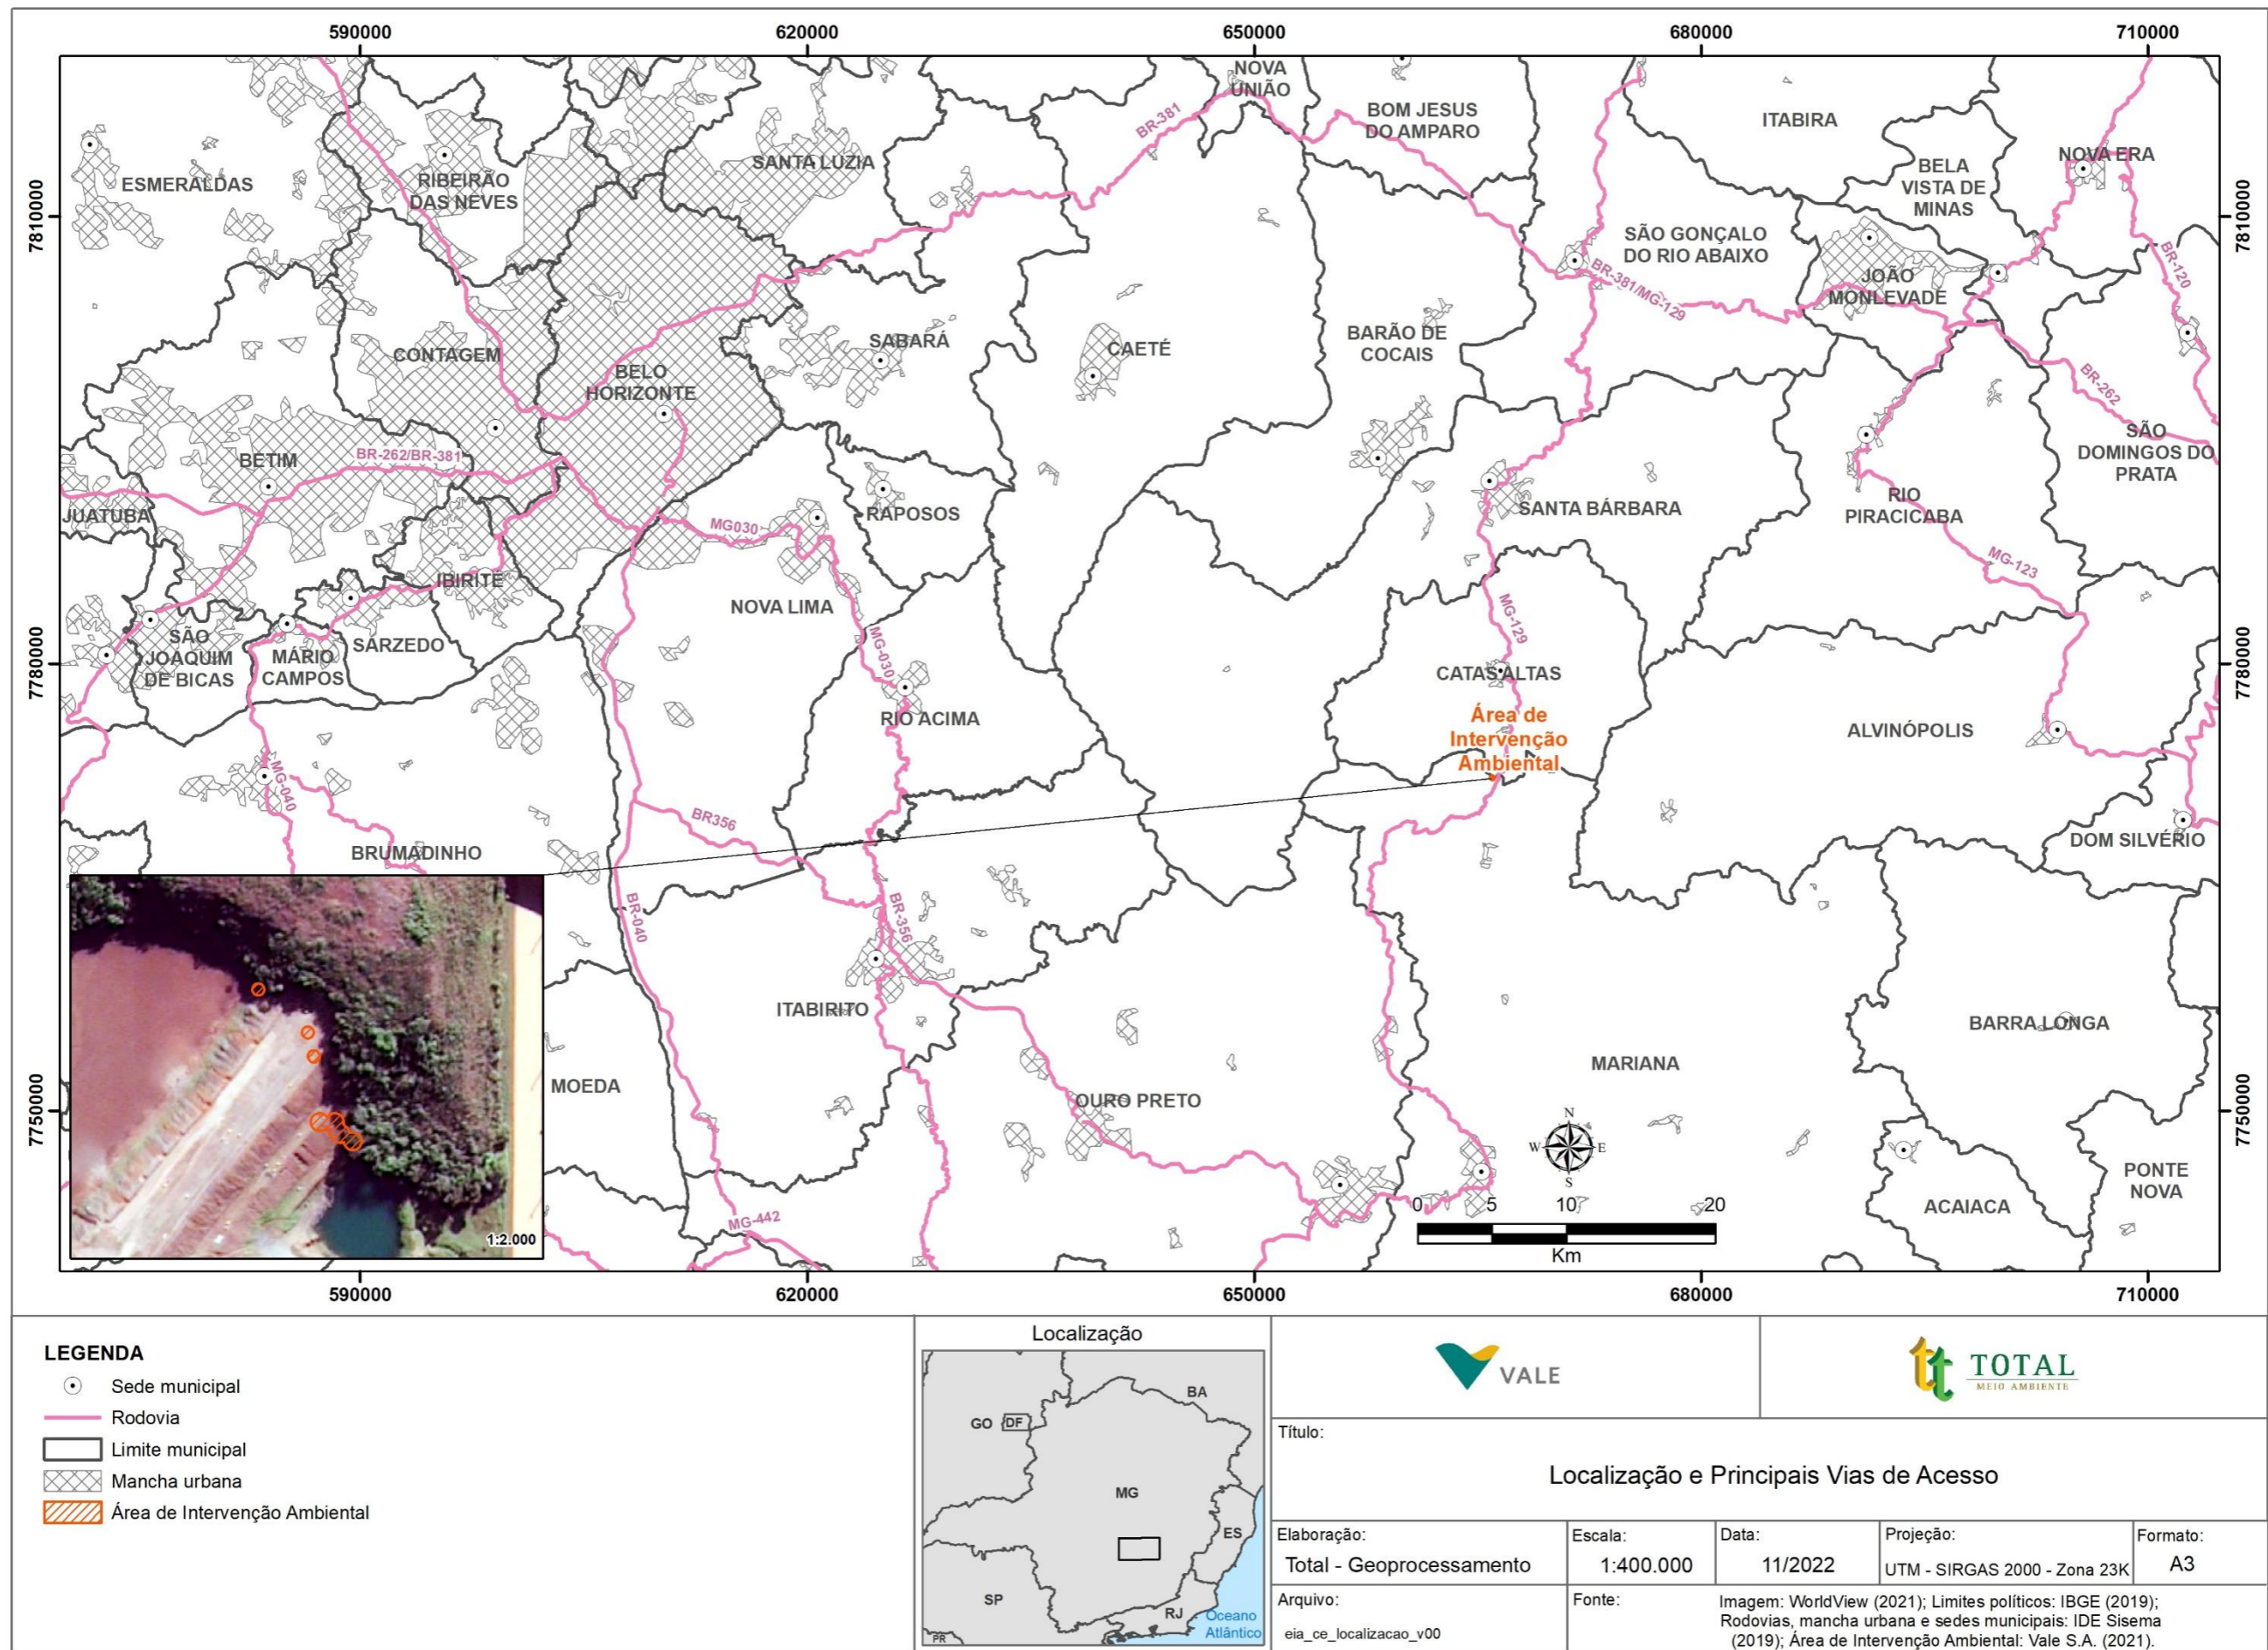 590000
620000
650000
680000
710000
7810000
7780000
7750000
7810000
7780000
7750000
NOVA
UNIÃO
BOM JESUS
DO AMPARO
ITABIRA
BR-381
SANTA LUZIA
ESMERALDAS
RIBEIRÃO
DAS NEVES
BELA
VISTA DE
MINAS
NOVA ERA
SÃO GONÇALO
DO RIO ABAIXO
BR-120
BR-381/MG-129
JOÃO
MONLEVADE
CONTAGEM
BELO
HORIZONTE
SABARÁ
CAETÉ
BARÃO DE
COCAIS
BR-262
BETIM
BR-262/BR-381
SÃO
DOMINGOS DO
PRATA
JUATUBA
MG030
RAPOSOS
SANTA BÁRBARA
RIO
PIRACICABA
MG-123
IBIRITÉ
NOVA LIMA
MG-129
SÃO
JOAQUIM
DE BICAS
MÁRIO
CAMPOS
SARZEDO
MG-030
RIO ACIMA
CATAS ALTAS
Área de
Intervenção
Ambiental
ALVINÓPOLIS
MG-040
BR356
BRUMADINHO
DOM SILVÉRIO
BR-040
BR-356
ITABIRITO
BARRA LONGA
MARIANA
MOEDA
OURO PRETO
PONTE
NOVA
ACAIACA
MG-442
1:2.000
N
W
E
S
0
5
10
20
Km
590000
620000
650000
680000
710000
LEGENDA
Sede municipal
Rodovia
Limite municipal
Mancha urbana
Área de Intervenção Ambiental
Localização
BA
GO
DF
MG
ES
SP
RJ
PR
Oceano
Atlântico
VALE
tt TOTAL
MEIO AMBIENTE
Título:
Localização e Principais Vias de Acesso
Elaboração:
Total - Geoprocessamento
Escala:
1:400.000
Data:
11/2022
Projeção:
UTM - SIRGAS 2000 - Zona 23K
Formato:
A3
Arquivo:
eia_ce_localizacao_v00
Fonte:
Imagem: WorldView (2021); Limites políticos: IBGE (2019);
Rodovias, mancha urbana e sedes municipais: IDE Sisema
(2019); Área de Intervenção Ambiental: Vale S.A. (2021).